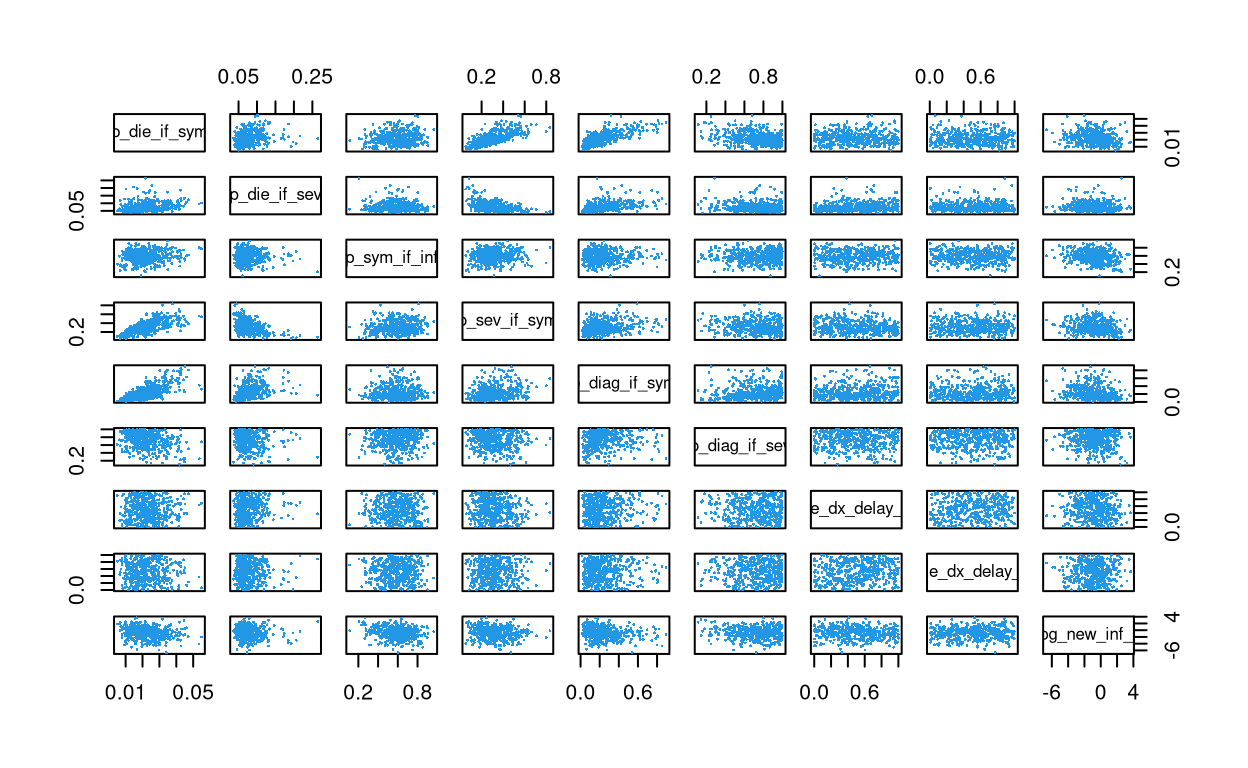 0.05 0.25 0.2 0.8 0.2 0.8 0.0 0.6
p_die_if_sym 0.01
0.05 p_die_if_sev
p_sym_if_inf 0.2
0.2 p_sev_if_sym
_diag_if_sym 0.0
0.2 p_diag_if_sev
e_dx_delay_ 0.0
0.0 e_dx_delay_
og_new_inf_ -6 4
0.01 0.05 0.2 0.8 0.0 0.6 0.0 0.6 -6 0 4